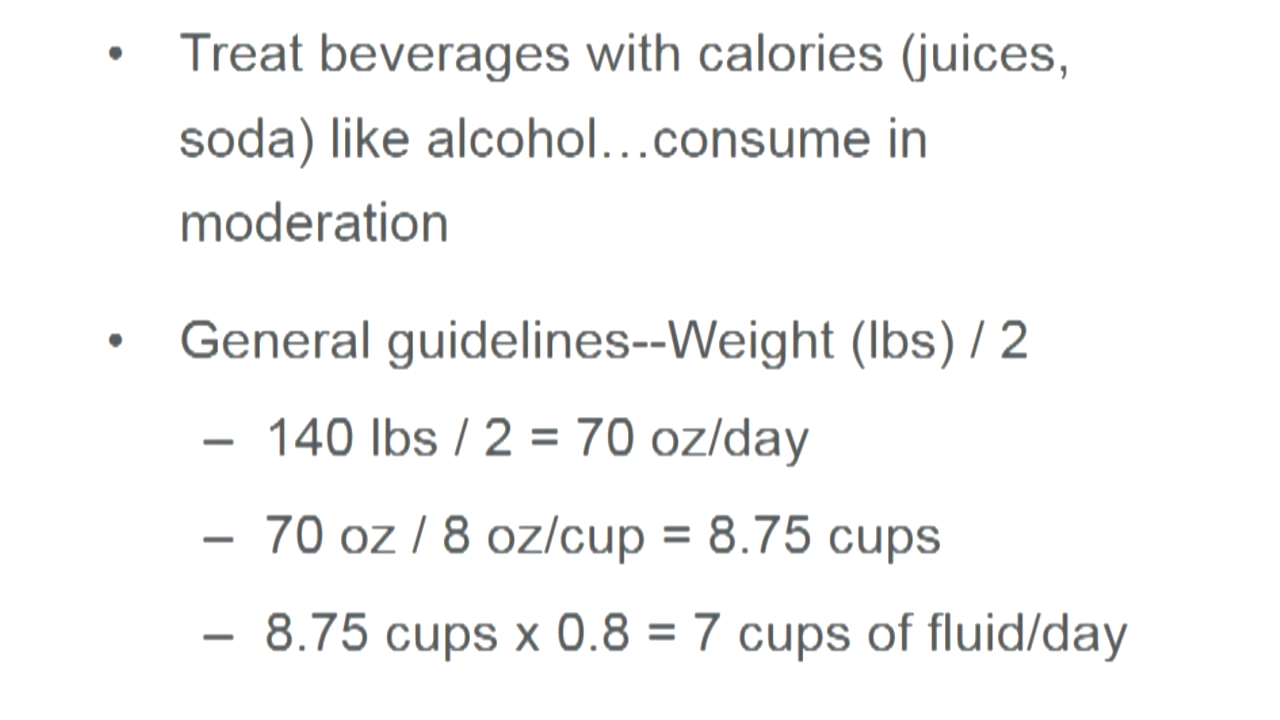 • Treat beverages with calories (juices,
soda) like alcohol…consume in
moderation
• General guidelines--Weight (lbs) / 2
– 140 lbs / 2 = 70 oz/day
– 70 oz / 8 oz/cup = 8.75 cups
– 8.75 cups x 0.8 = 7 cups of fluid/day